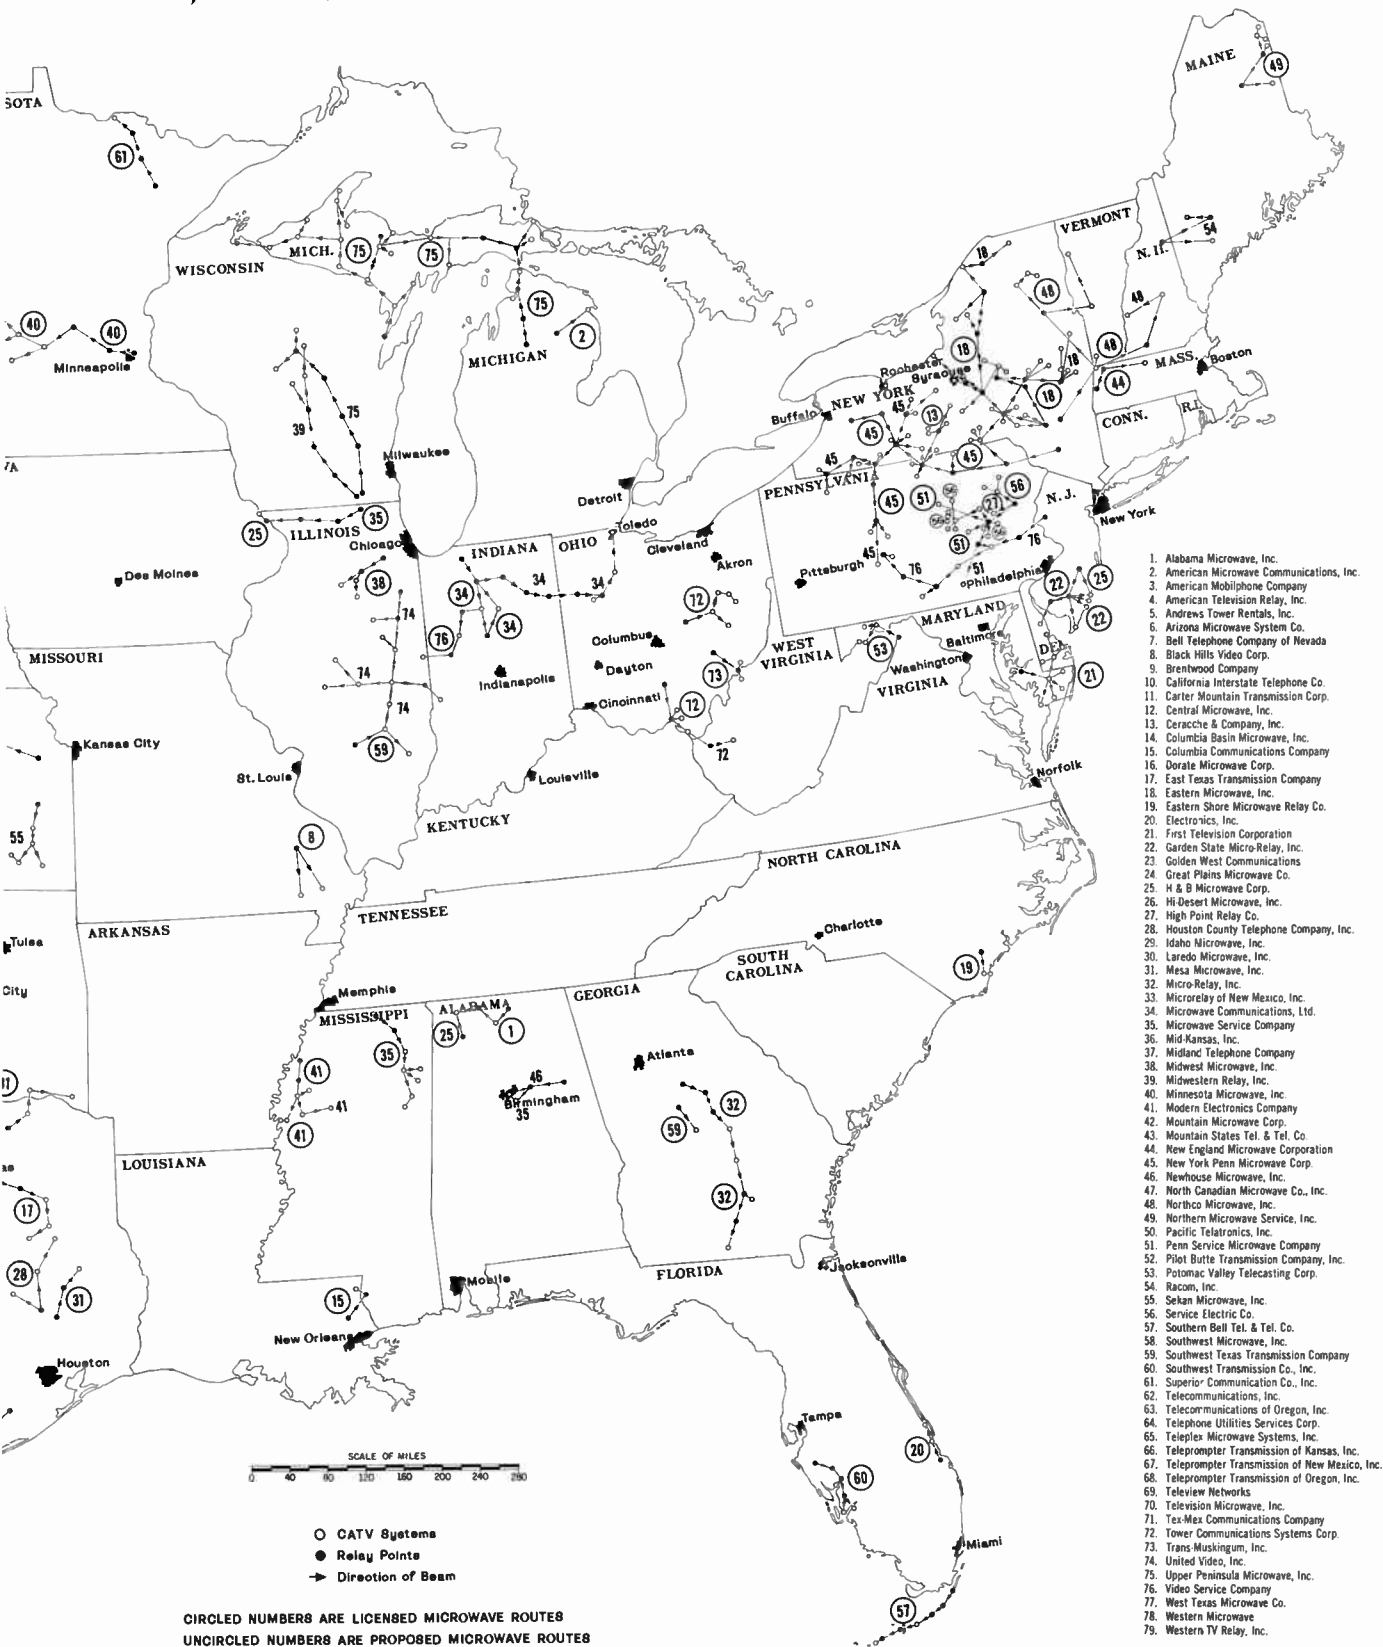 MAINE
49
SOTA
61
VERMONT
54
18
N. H.
MICH.
75
75
WISCONSIN
48
75
48
40
40
2
Minneapolis
MICHIGAN
18
48
18
MASS.
Boston
Rochester
Syracuse
44
NEW YORK
18
75
Buffalo
45
13
CONN.
R.I.
39
45
Milwaukee
45
45
PENNSYLVANIA
56
Detroit
45
51
27
N. J.
35
New York
25
ILLINOIS
Toledo
Chicago
INDIANA
OHIO
Cleveland
51
76
Akron
45
Des Moines
38
34
34
Pittsburgh
76
51
Philadelphia
22
25
34
72
74
34
MARYLAND
22
76
Columbus
WEST
VIRGINIA
Baltimore
53
DEL.
MISSOURI
Dayton
Washington
74
Indianapolis
73
VIRGINIA
21
74
Cincinnati
72
Kansas City
59
72
St. Louis
Louisville
Norfolk
KENTUCKY
55
8
NORTH CAROLINA
TENNESSEE
ARKANSAS
Charlotte
Tulsa
SOUTH
CAROLINA
19
City
Memphis
GEORGIA
MISSISSIPPI
ALABAMA
25
1
35
Atlanta
41
46
Birmingham
35
41
32
59
41
LOUISIANA
32
17
FLORIDA
Jacksonville
28
Mobile
31
15
New Orleans
Houston
Tampa
20
60
Miami
57
SCALE OF MILES
0 40 80 120 160 200 240 280
CATV Systems
Relay Points
Direction of Beam
CIRCLED NUMBERS ARE LICENSED MICROWAVE ROUTES
UNCIRCLED NUMBERS ARE PROPOSED MICROWAVE ROUTES
1. Alabama Microwave, Inc.
2. American Microwave Communications, Inc.
3. American Mobilphone Company
4. American Television Relay, Inc.
5. Andrews Tower Rentals, Inc.
6. Arizona Microwave System Co.
7. Bell Telephone Company of Nevada
8. Black Hills Video Corp.
9. Brentwood Company
10. California Interstate Telephone Co.
11. Carter Mountain Transmission Corp.
12. Central Microwave, Inc.
13. Ceracche & Company, Inc.
14. Columbia Basin Microwave, Inc.
15. Columbia Communications Company
16. Dorate Microwave Corp.
17. East Texas Transmission Company
18. Eastern Microwave, Inc.
19. Eastern Shore Microwave Relay Co.
20. Electronics, Inc.
21. First Television Corporation
22. Garden State Micro-Relay, Inc.
23. Golden West Communications
24. Great Plains Microwave Co.
25. H & B Microwave Corp.
26. Hi-Desert Microwave, Inc.
27. High Point Relay Co.
28. Houston County Telephone Company, Inc.
29. Idaho Microwave, Inc.
30. Laredo Microwave, Inc.
31. Mesa Microwave, Inc.
32. Micro-Relay, Inc.
33. Microrelay of New Mexico, Inc.
34. Microwave Communications, Ltd.
35. Microwave Service Company
36. Mid-Kansas, Inc.
37. Midland Telephone Company
38. Midwest Microwave, Inc.
39. Midwestern Relay, Inc.
40. Minnesota Microwave, Inc.
41. Modern Electronics Company
42. Mountain Microwave Corp.
43. Mountain States Tel. & Tel. Co.
44. New England Microwave Corporation
45. New York Penn Microwave Corp.
46. Newhouse Microwave, Inc.
47. North Canadian Microwave Co., Inc.
48. Northco Microwave, Inc.
49. Northern Microwave Service, Inc.
50. Pacific Telatronics, Inc.
51. Penn Service Microwave Company
52. Pilot Butte Transmission Company, Inc.
53. Potomac Valley Telecasting Corp.
54. Racom, Inc.
55. Sekan Microwave, Inc.
56. Service Electric Co.
57. Southern Bell Tel. & Tel. Co.
58. Southwest Microwave, Inc.
59. Southwest Texas Transmission Company
60. Southwest Transmission Co., Inc.
61. Superior Communication Co., Inc.
62. Telecommunications, Inc.
63. Telecommunications of Oregon, Inc.
64. Telephone Utilities Services Corp.
65. Teleplex Microwave Systems, Inc.
66. Teleprompter Transmission of Kansas, Inc.
67. Teleprompter Transmission of New Mexico, Inc.
68. Teleprompter Transmission of Oregon, Inc.
69. Teleview Networks
70. Television Microwave, Inc.
71. Tex-Mex Communications Company
72. Tower Communications Systems Corp.
73. Trans-Muskingum, Inc.
74. United Video, Inc.
75. Upper Peninsula Microwave, Inc.
76. Video Service Company
77. West Texas Microwave Co.
78. Western Microwave
79. Western TV Relay, Inc.